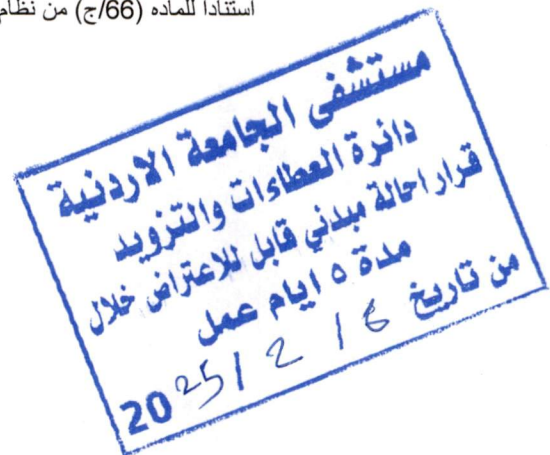 استنادا للماده (66/ج) من نظام
مستشفى الجامعة الاردنية
دائرة العطاءات والتزويد
قرار احالة مبدئي قابل للاعتراض خلال
مدة ٥ ايام عمل
من تاريخ 6 / 2 / 2025